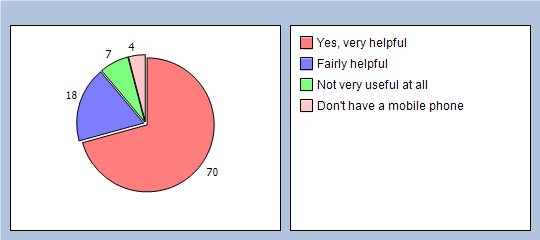 4
7
18
70
Yes, very helpful
Fairly helpful
Not very useful at all
Don't have a mobile phone